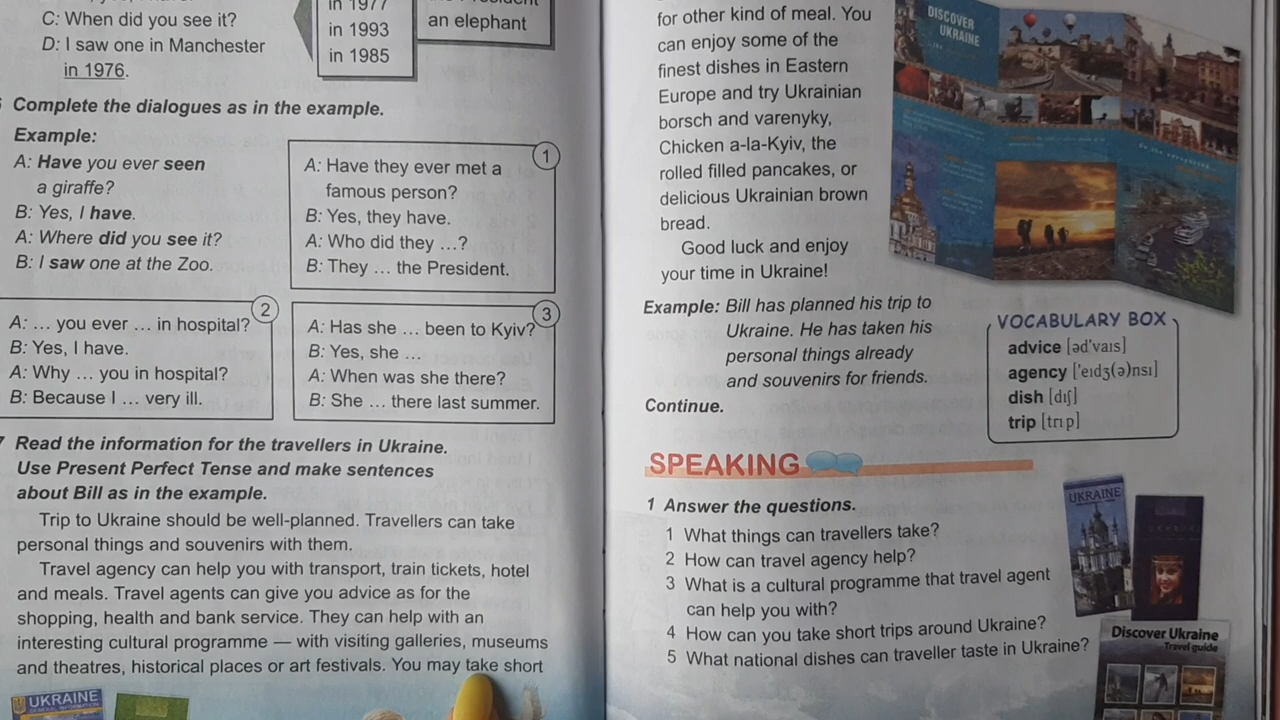 C: When did you see it?
D: I saw one in Manchester
in 1976.
in 1977
in 1993
in 1985
an elephant
Complete the dialogues as in the example.
Example:
A: Have you ever seen
a giraffe?
B: Yes, I have.
A: Where did you see it?
B: I saw one at the Zoo.
1
A: Have they ever met a
famous person?
B: Yes, they have.
A: Who did they ...?
B: They ... the President.
2
A: ... you ever ... in hospital?
B: Yes, I have.
A: Why ... you in hospital?
B: Because I ... very ill.
3
A: Has she ... been to Kyiv?
B: Yes, she ...
A: When was she there?
B: She ... there last summer.
7 Read the information for the travellers in Ukraine.
Use Present Perfect Tense and make sentences
about Bill as in the example.
Trip to Ukraine should be well-planned. Travellers can take
personal things and souvenirs with them.
Travel agency can help you with transport, train tickets, hotel
and meals. Travel agents can give you advice as for the
shopping, health and bank service. They can help with an
interesting cultural programme — with visiting galleries, museums
and theatres, historical places or art festivals. You may take short
UKRAINE
GENERAL INFORMATION
for other kind of meal. You
can enjoy some of the
finest dishes in Eastern
Europe and try Ukrainian
borsch and varenyky,
Chicken a-la-Kyiv, the
rolled filled pancakes, or
delicious Ukrainian brown
bread.
Good luck and enjoy
your time in Ukraine!
DISCOVER
UKRAINE
Example: Bill has planned his trip to
Ukraine. He has taken his
personal things already
and souvenirs for friends.
Continue.
VOCABULARY BOX
advice [əd'vaɪs]
agency ['eɪdʒ(ə)nsɪ]
dish [dɪʃ]
trip [trɪp]
SPEAKING
1 Answer the questions.
1 What things can travellers take?
2 How can travel agency help?
3 What is a cultural programme that travel agent
can help you with?
4 How can you take short trips around Ukraine?
5 What national dishes can traveller taste in Ukraine?
UKRAINE
Discover Ukraine
Travel guide